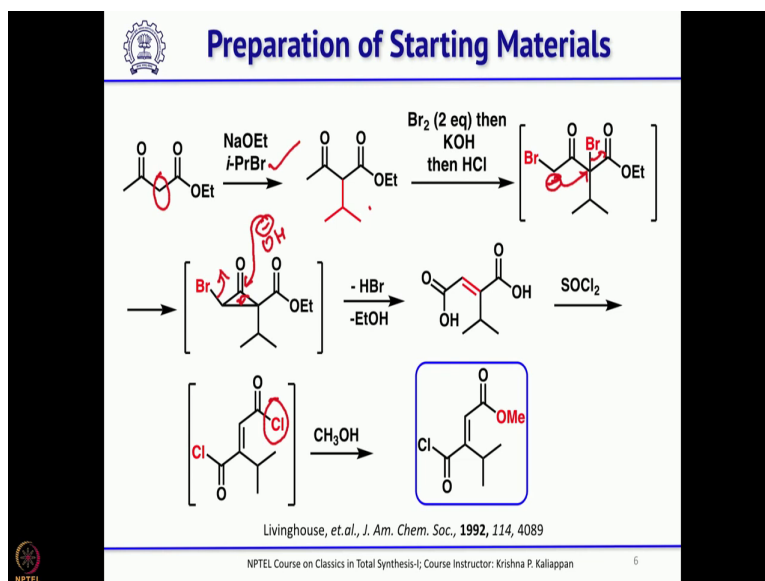 Preparation of Starting Materials
O O
OEt
NaOEt
i-PrBr
O O
OEt
Br₂ (2 eq) then
KOH
then HCl
Br O Br O
OEt
OH
Br O O
OEt
- HBr
-EtOH
O O
OH OH
SOCl₂
O
Cl
Cl
O
CH₃OH
O
OMe
Cl
O
Livinghouse, et.al., J. Am. Chem. Soc., 1992, 114, 4089
NPTEL Course on Classics in Total Synthesis-I; Course Instructor: Krishna P. Kaliappan
6
NPTEL